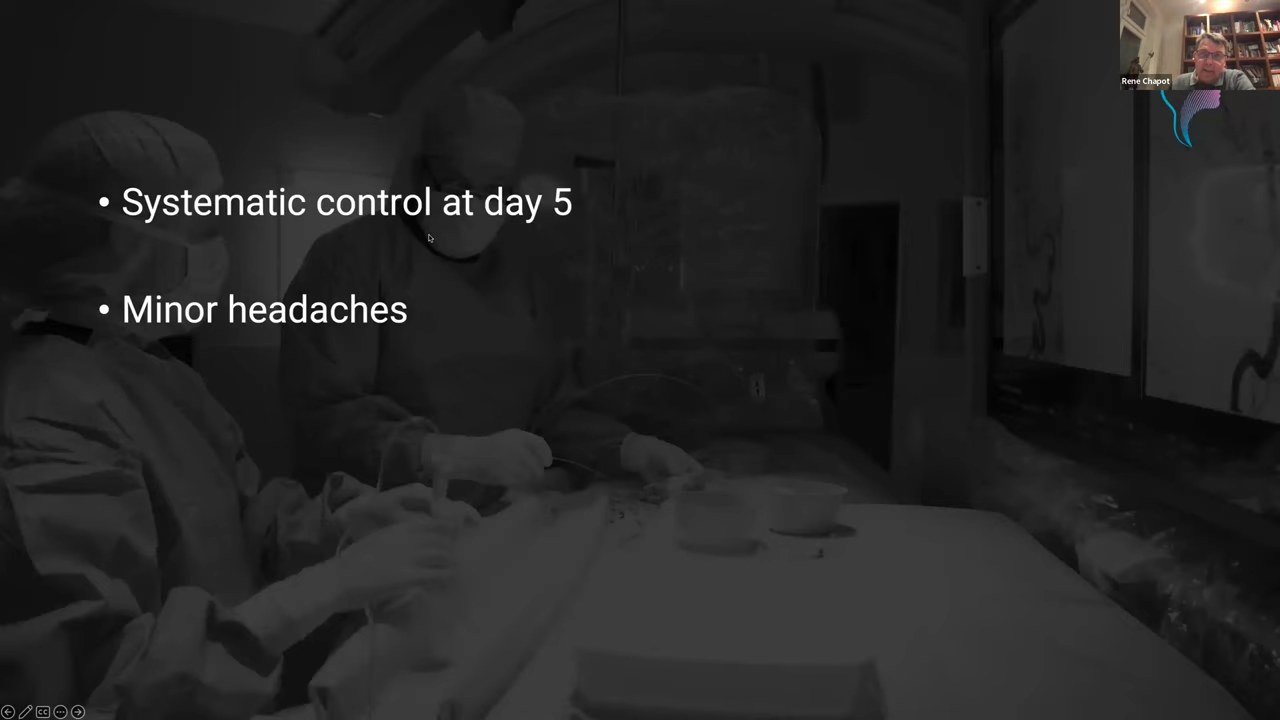 Rene Chapot
• Systematic control at day 5
• Minor headaches